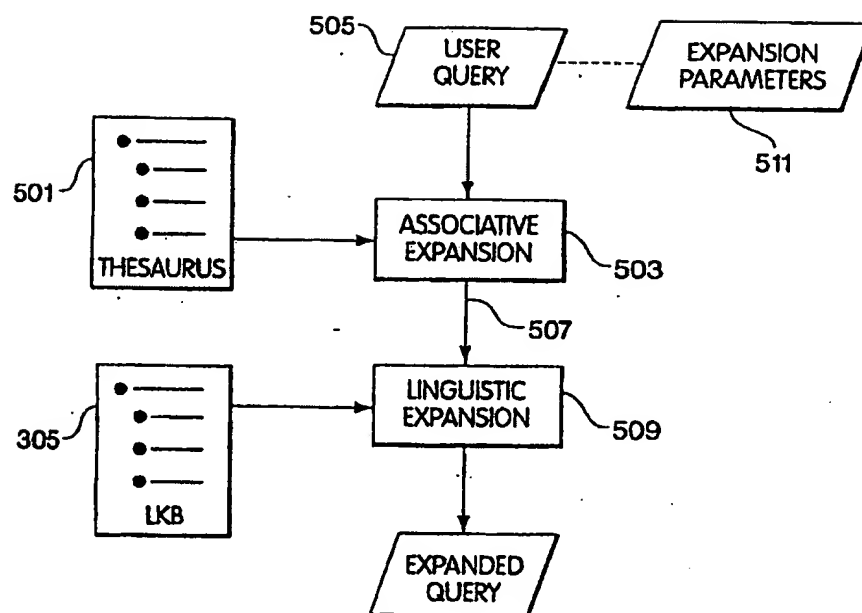 505
USER
QUERY
EXPANSION
PARAMETERS
511
501
THESAURUS
ASSOCIATIVE
EXPANSION
503
507
305
LKB
LINGUISTIC
EXPANSION
509
EXPANDED
QUERY